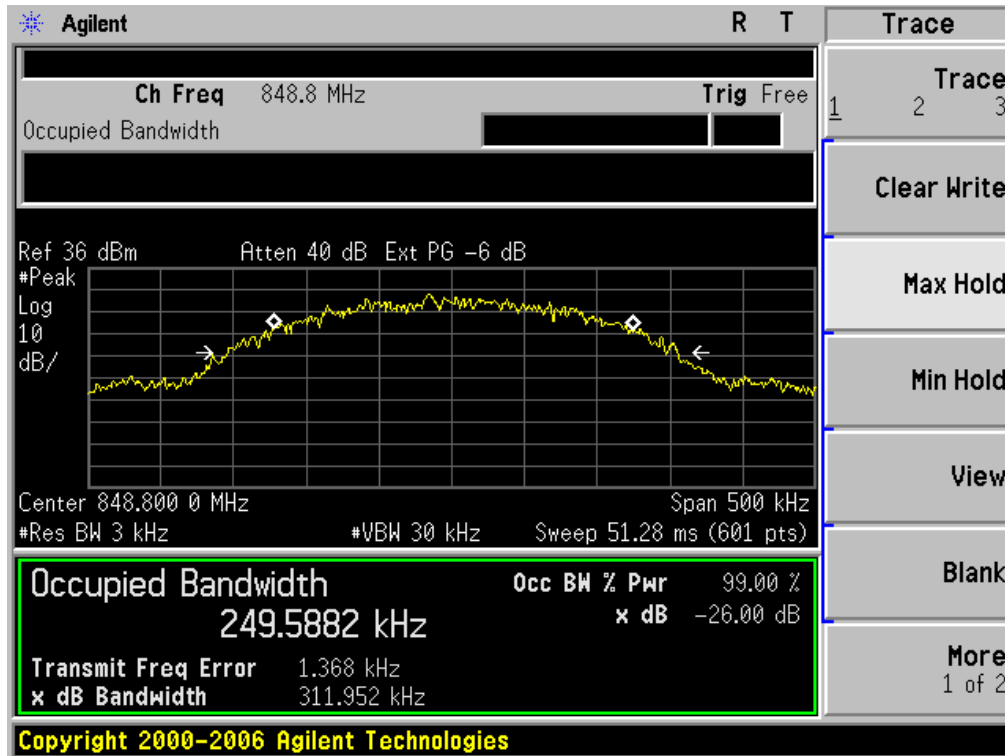 Agilent R T
Ch Freq 848.8 MHz Trig Free
Occupied Bandwidth
Ref 36 dBm Atten 40 dB Ext PG -6 dB
#Peak
Log
10
dB/
Center 848.800 0 MHz Span 500 kHz
#Res BW 3 kHz #VBW 30 kHz Sweep 51.28 ms (601 pts)
Occupied Bandwidth
249.5882 kHz
Occ BW % Pwr 99.00 %
x dB -26.00 dB
Transmit Freq Error 1.368 kHz
x dB Bandwidth 311.952 kHz
Copyright 2000-2006 Agilent Technologies
Trace
Trace
1 2 3
Clear Write
Max Hold
Min Hold
View
Blank
More
1 of 2